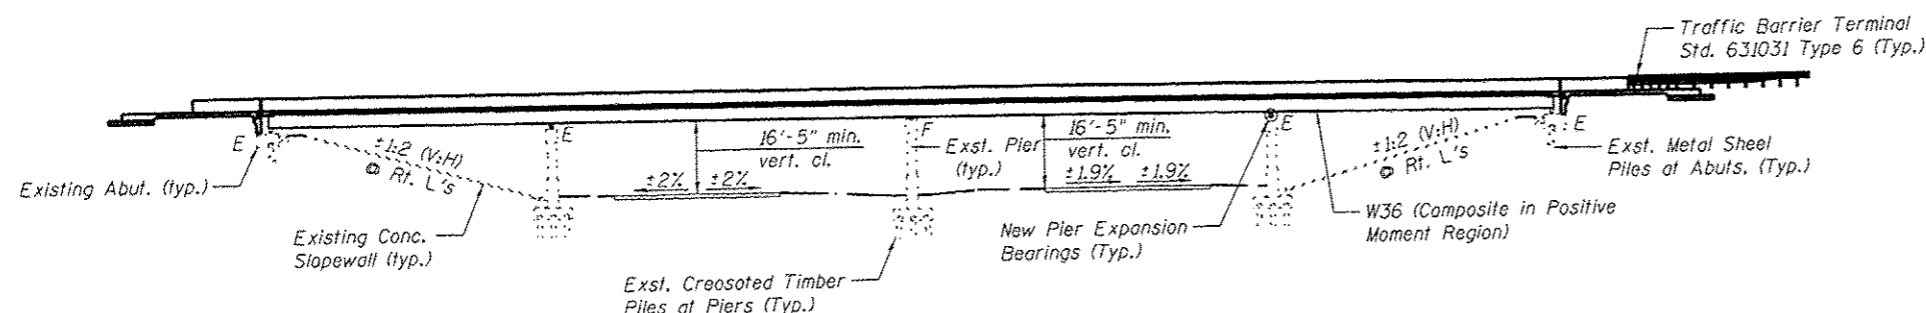 Traffic Barrier Terminal
Std. 631031 Type 6 (Typ.)
E
±1:2 (V:H)
@ Rt. L's
E
16'-5" min.
vert. cl.
±2% ±2%
F
Exst. Pier
(typ.)
16'-5" min.
vert. cl.
±1.9% ±1.9%
E
±1:2 (V:H)
@ Rt. L's
E
Exst. Metal Sheel
Piles at Abuts. (Typ.)
Existing Abut. (typ.)
Existing Conc.
Slopewall (typ.)
Exst. Creosoted Timber
Piles at Piers (Typ.)
New Pier Expansion
Bearings (Typ.)
W36 (Composite in Positive
Moment Region)